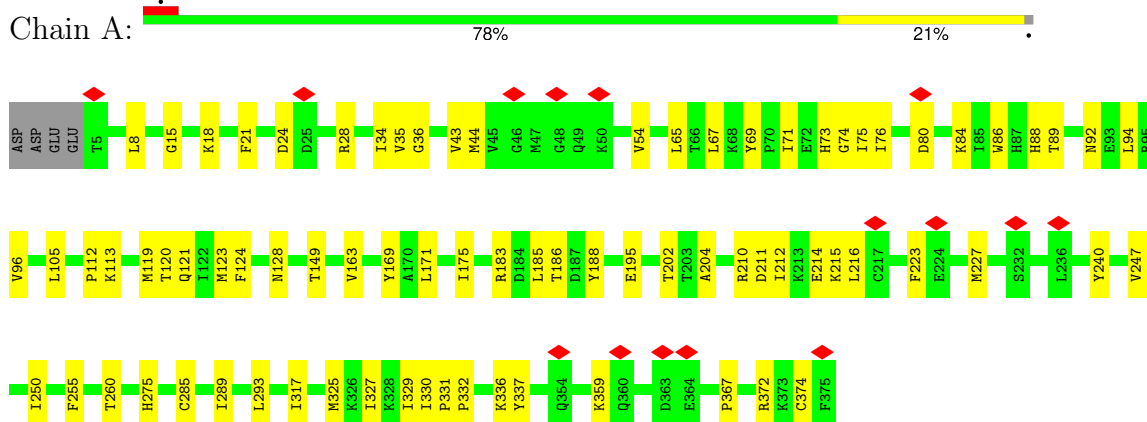 Chain A:
78% 21%
ASP ASP GLU GLU T5 L8 G15 K18 F21 D24 D25 R28 I34 V35 G36 V43 M44 V45 G46 M47 G48 Q49 K50 V54 L65 T66 L67 K68 Y69 P70 I71 E72 H73 G74 I75 I76 D80 K84 I85 W86 H87 H88 T89 N92 E93 L94 R95
V96 L105 P112 K113 M119 T120 Q121 I122 M123 F124 N128 T149 V163 Y169 A170 L171 I175 R183 D184 L185 T186 D187 Y188 E195 T202 T203 A204 R210 D211 I212 K213 E214 K215 L216 C217 F223 E224 M227 S232 L236 Y240 V247
I250 F255 T260 H275 C285 I289 L293 I317 M325 K326 I327 K328 I329 I330 P331 P332 K336 Y337 Q354 K359 Q360 D363 E364 P367 R372 K373 C374 F375